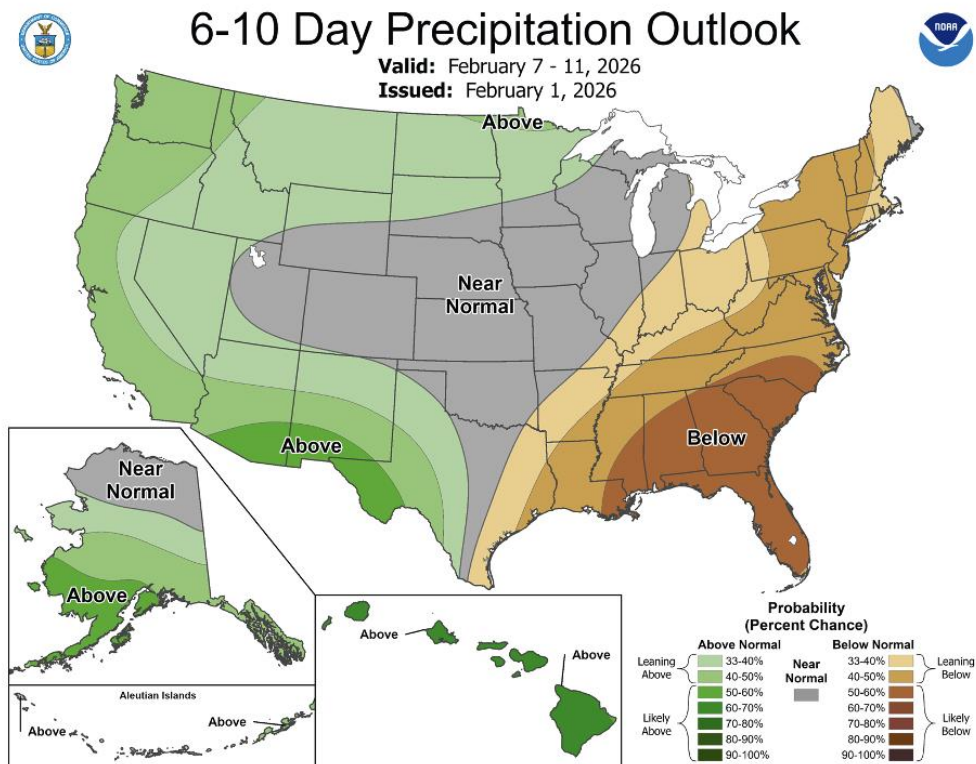 6-10 Day Precipitation Outlook
Valid: February 7 - 11, 2026
Issued: February 1, 2026
NOAA
Above
Near
Normal
Above
Below
Near
Normal
Above
Aleutian Islands
Above
Above
Above
Above
Probability
(Percent Chance)
Above Normal
Below Normal
Leaning
Above
33-40%
40-50%
Near
Normal
33-40%
40-50%
Leaning
Below
Likely
Above
50-60%
60-70%
70-80%
80-90%
90-100%
50-60%
60-70%
70-80%
80-90%
90-100%
Likely
Below